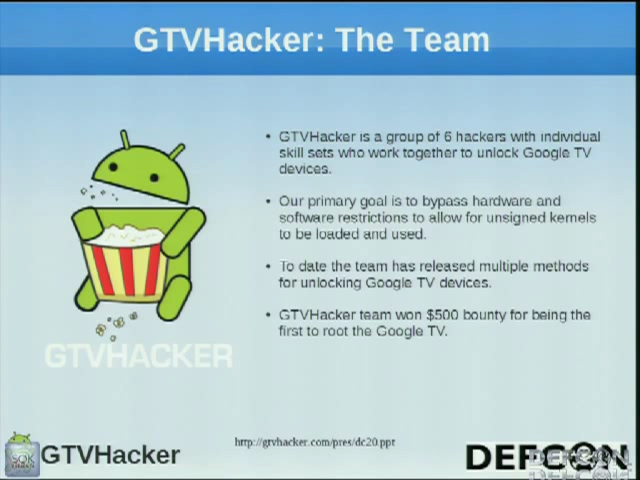 GTVHacker: The Team
• GTVHacker is a group of 6 hackers with individual
skill sets who work together to unlock Google TV
devices.
• Our primary goal is to bypass hardware and
software restrictions to allow for unsigned kernels
to be loaded and used.
• To date the team has released multiple methods
for unlocking Google TV devices.
• GTVHacker team won $500 bounty for being the
first to root the Google TV.
GTVHACKER
GTVHacker
http://gtvhacker.com/pres/dc20.ppt
DEFCON
DEFCON
DEFCON